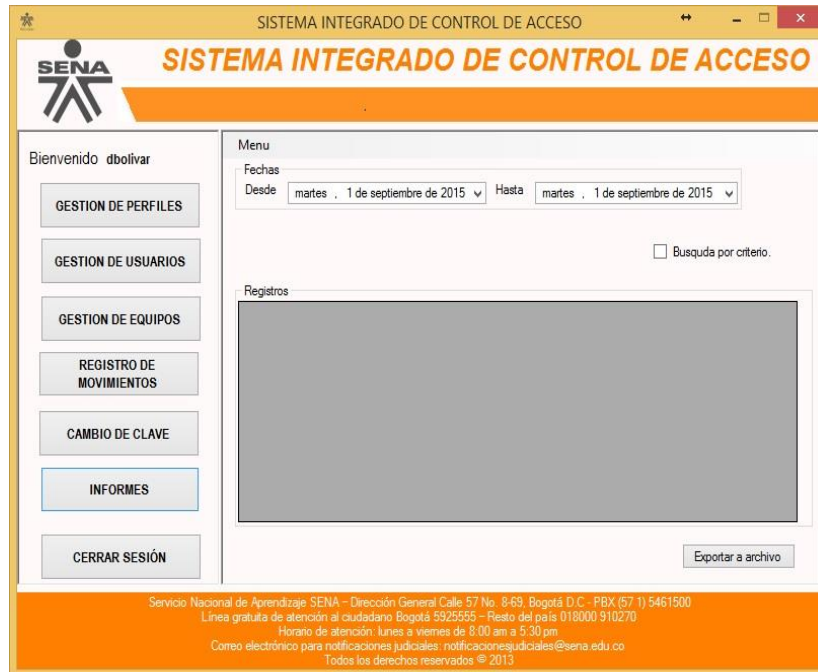 SISTEMA INTEGRADO DE CONTROL DE ACCESO
SENA
SISTEMA INTEGRADO DE CONTROL DE ACCESO
Bienvenido dbolivar
GESTION DE PERFILES
GESTION DE USUARIOS
GESTION DE EQUIPOS
REGISTRO DE
MOVIMIENTOS
CAMBIO DE CLAVE
INFORMES
CERRAR SESIÓN
Menu
Fechas
Desde martes , 1 de septiembre de 2015 Hasta martes , 1 de septiembre de 2015
Busquda por criterio.
Registros
Exportar a archivo
Servicio Nacional de Aprendizaje SENA – Dirección General Calle 57 No. 8-69, Bogotá D.C - PBX (57 1) 5461500
Línea gratuita de atención al ciudadano Bogotá 5925555 – Resto del país 018000 910270
Horario de atención: lunes a viernes de 8:00 am a 5:30 pm
Correo electrónico para notificaciones judiciales: notificacionesjudiciales@sena.edu.co
Todos los derechos reservados © 2013